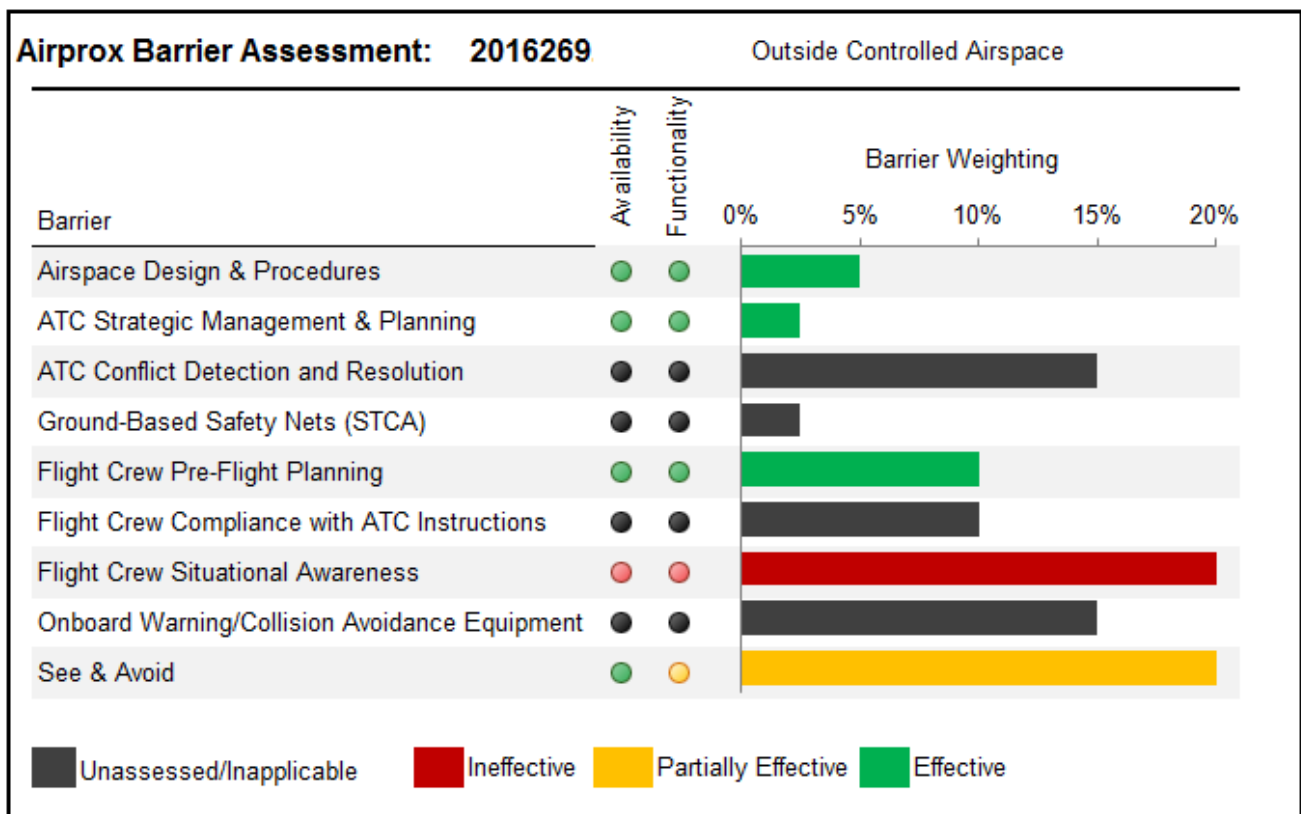 Airprox Barrier Assessment: 2016269 Outside Controlled Airspace
Availability
Functionality
Barrier Weighting
Barrier
0% 5% 10% 15% 20%
Airspace Design & Procedures
ATC Strategic Management & Planning
ATC Conflict Detection and Resolution
Ground-Based Safety Nets (STCA)
Flight Crew Pre-Flight Planning
Flight Crew Compliance with ATC Instructions
Flight Crew Situational Awareness
Onboard Warning/Collision Avoidance Equipment
See & Avoid
Unassessed/Inapplicable Ineffective Partially Effective Effective